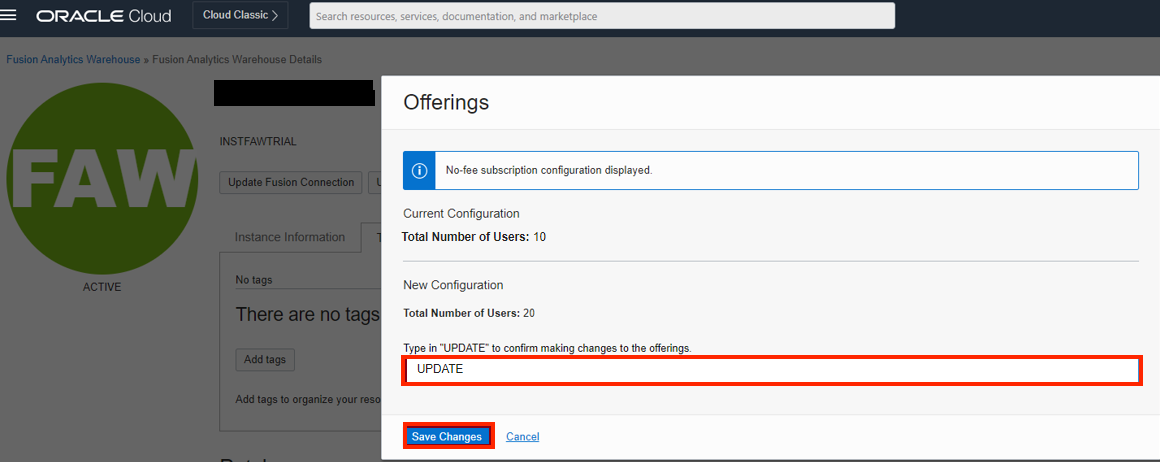 ORACLE Cloud
Cloud Classic
Search resources, services, documentation, and marketplace
Fusion Analytics Warehouse » Fusion Analytics Warehouse Details
FAW
ACTIVE
INSTFAWTRIAL
Update Fusion Connection
Instance Information
No tags
There are no tags
Add tags
Add tags to organize your
Offerings
No-fee subscription configuration displayed.
Current Configuration
Total Number of Users: 10
New Configuration
Total Number of Users: 20
Type in "UPDATE" to confirm making changes to the offerings.
UPDATE
Save Changes Cancel